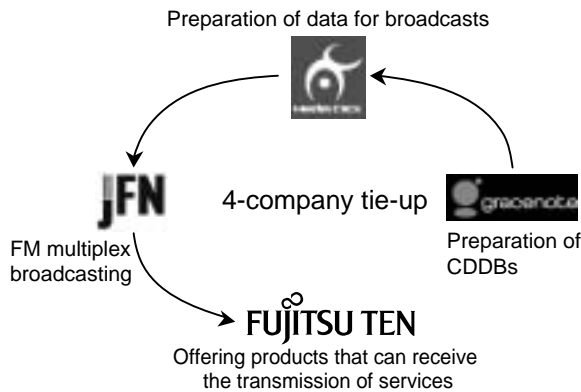 Preparation of data for broadcasts
JFN
4-company tie-up
gracenote
FM multiplex
broadcasting
Preparation of
CDDBs
FUJITSU TEN
Offering products that can receive
the transmission of services